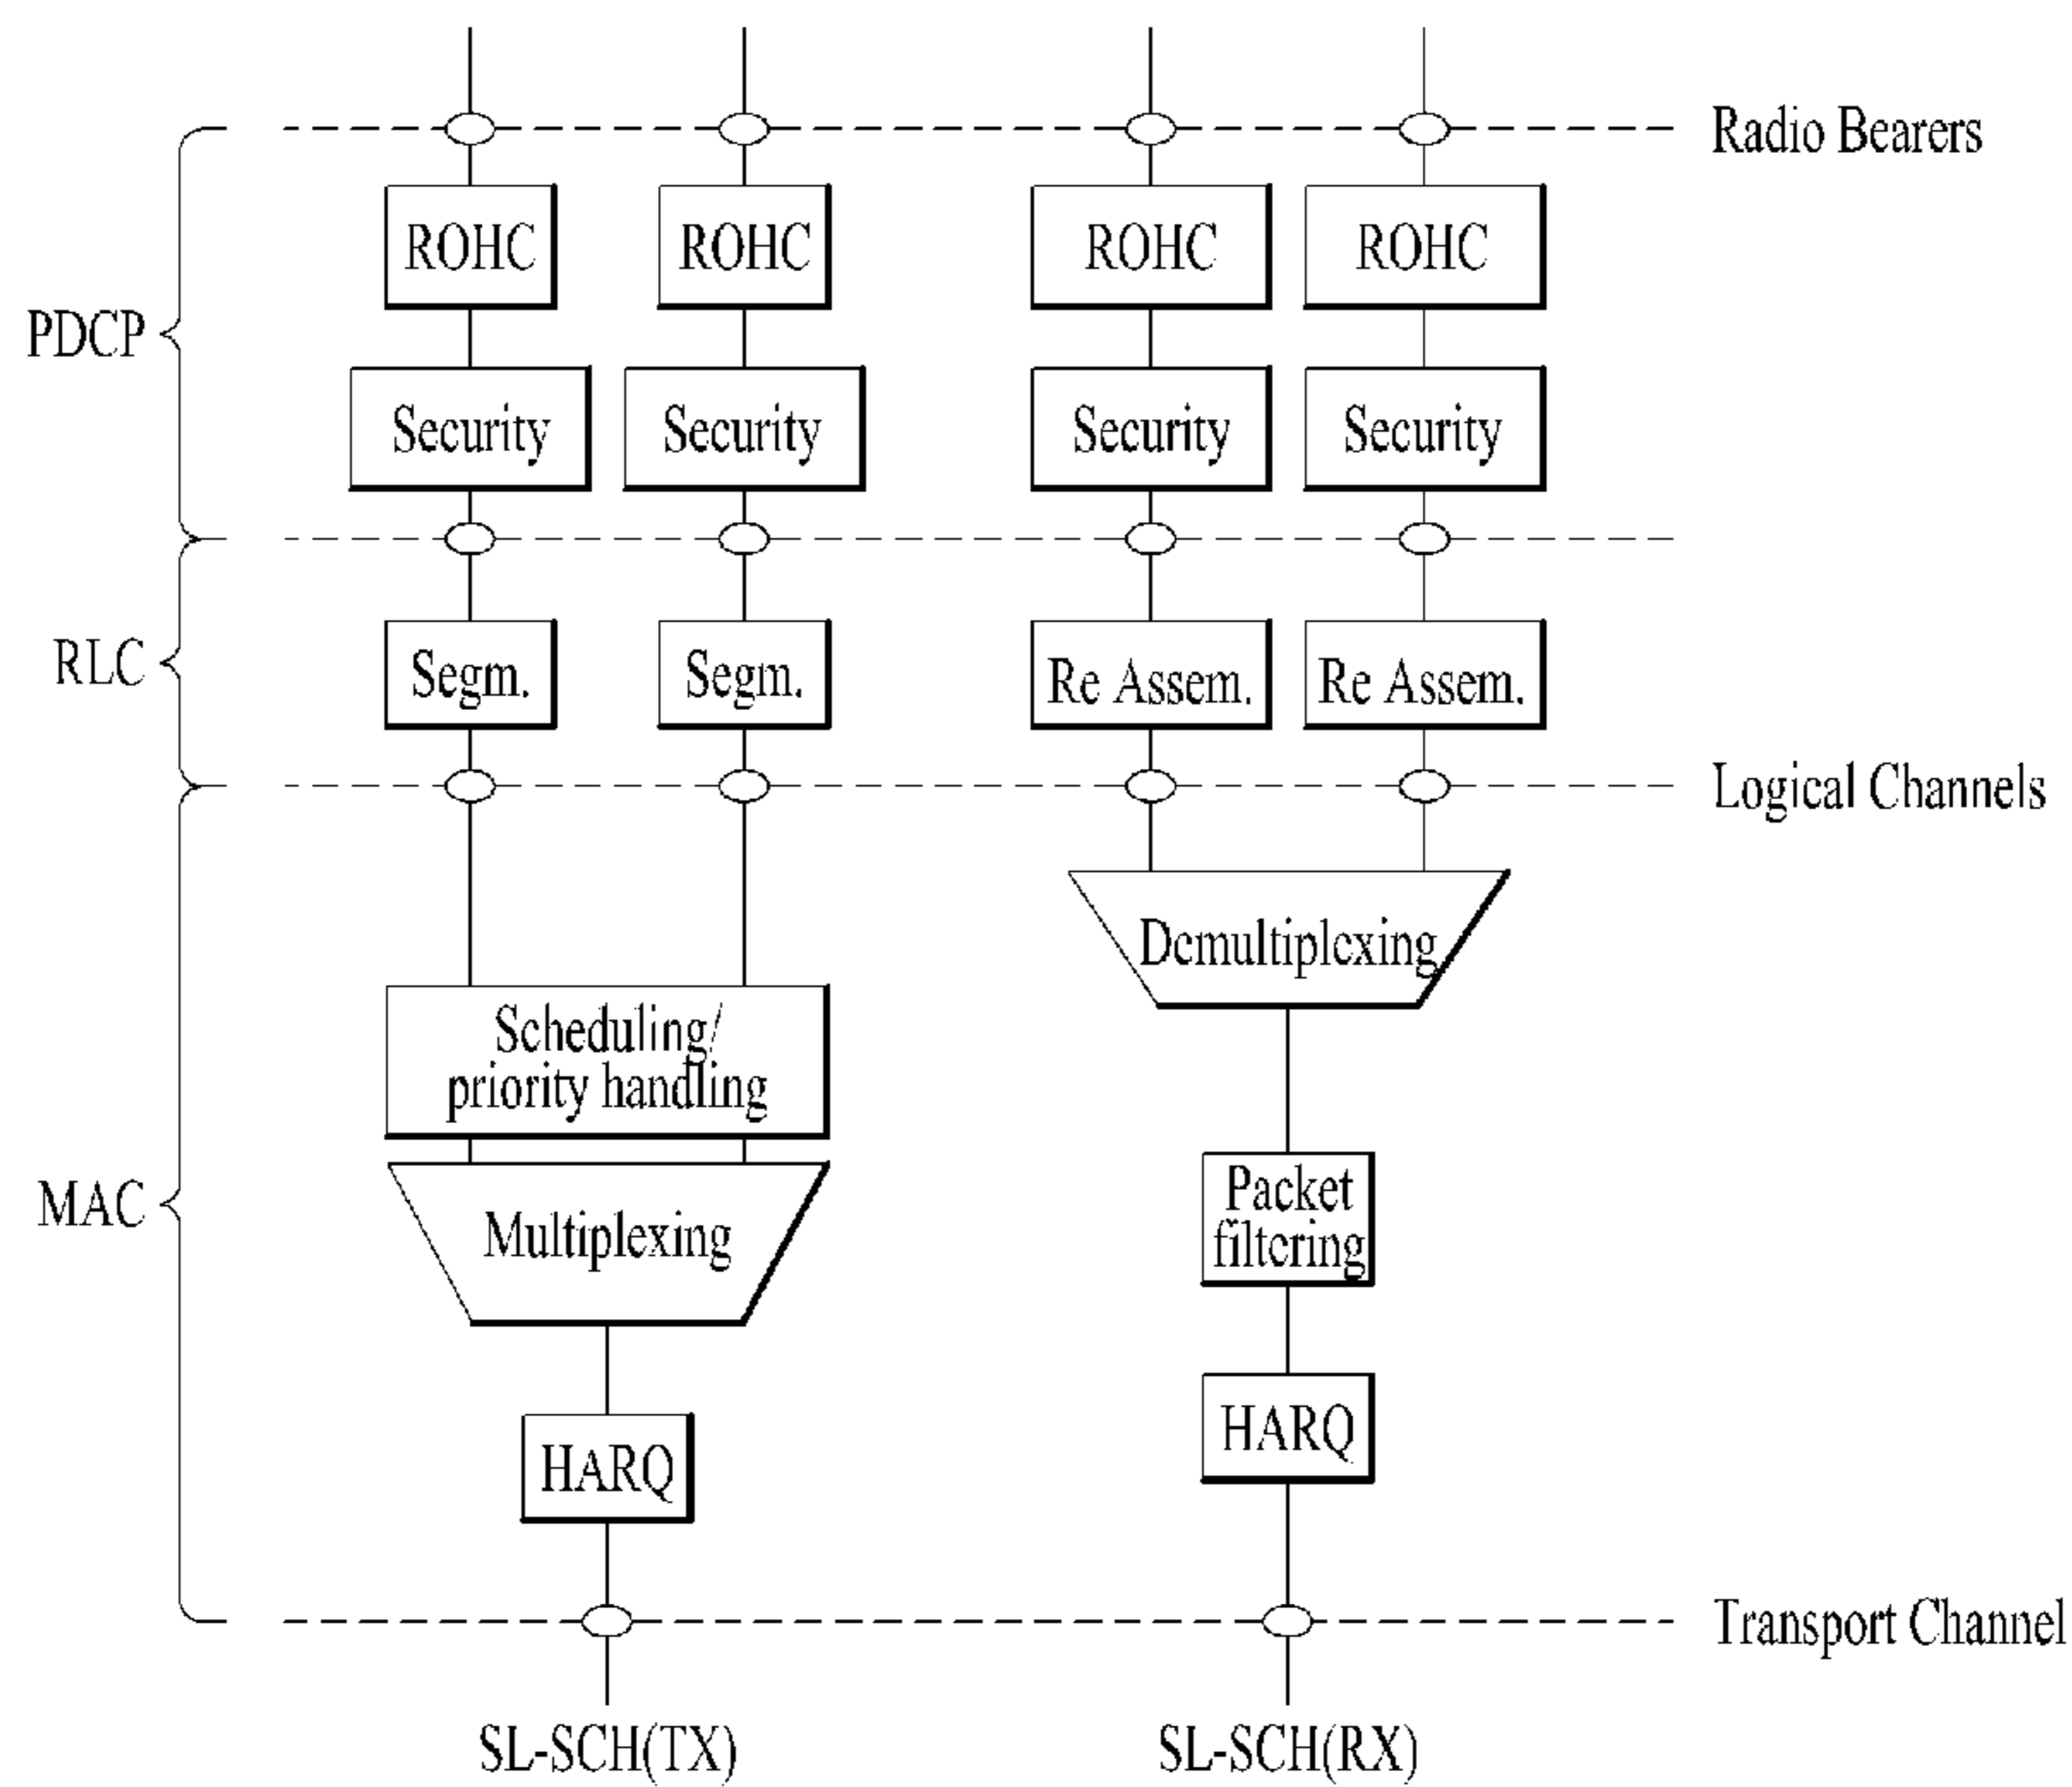 Radio Bearers
ROHC ROHC ROHC ROHC
PDCP
Security Security Security Security
RLC
Segm. Segm. Re Assem. Re Assem.
Logical Channels
Demultiplexing
Scheduling/
priority handling
MAC
Multiplexing
Packet
filtering
HARQ
HARQ
Transport Channel
SL-SCH(TX) SL-SCH(RX)